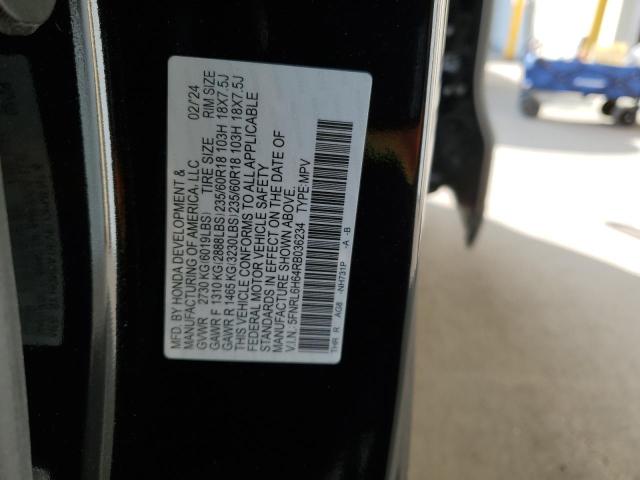 MFD. BY HONDA DEVELOPMENT &
MANUFACTURING OF AMERICA, LLC 02/24
GVWR 2730 KG(6019LBS) TIRE SIZE RIM SIZE
GAWR F 1310 KG(2888LBS) 235/60R18 103H 18X7.5J
GAWR R 1465 KG(3230LBS) 235/60R18 103H 18X7.5J
THIS VEHICLE CONFORMS TO ALL APPLICABLE
FEDERAL MOTOR VEHICLE SAFETY
STANDARDS IN EFFECT ON THE DATE OF
MANUFACTURE SHOWN ABOVE.
V.I.N.: 5FNRL6H64RB036234 TYPE:MPV
THR R AG8 -NH731P -A -B